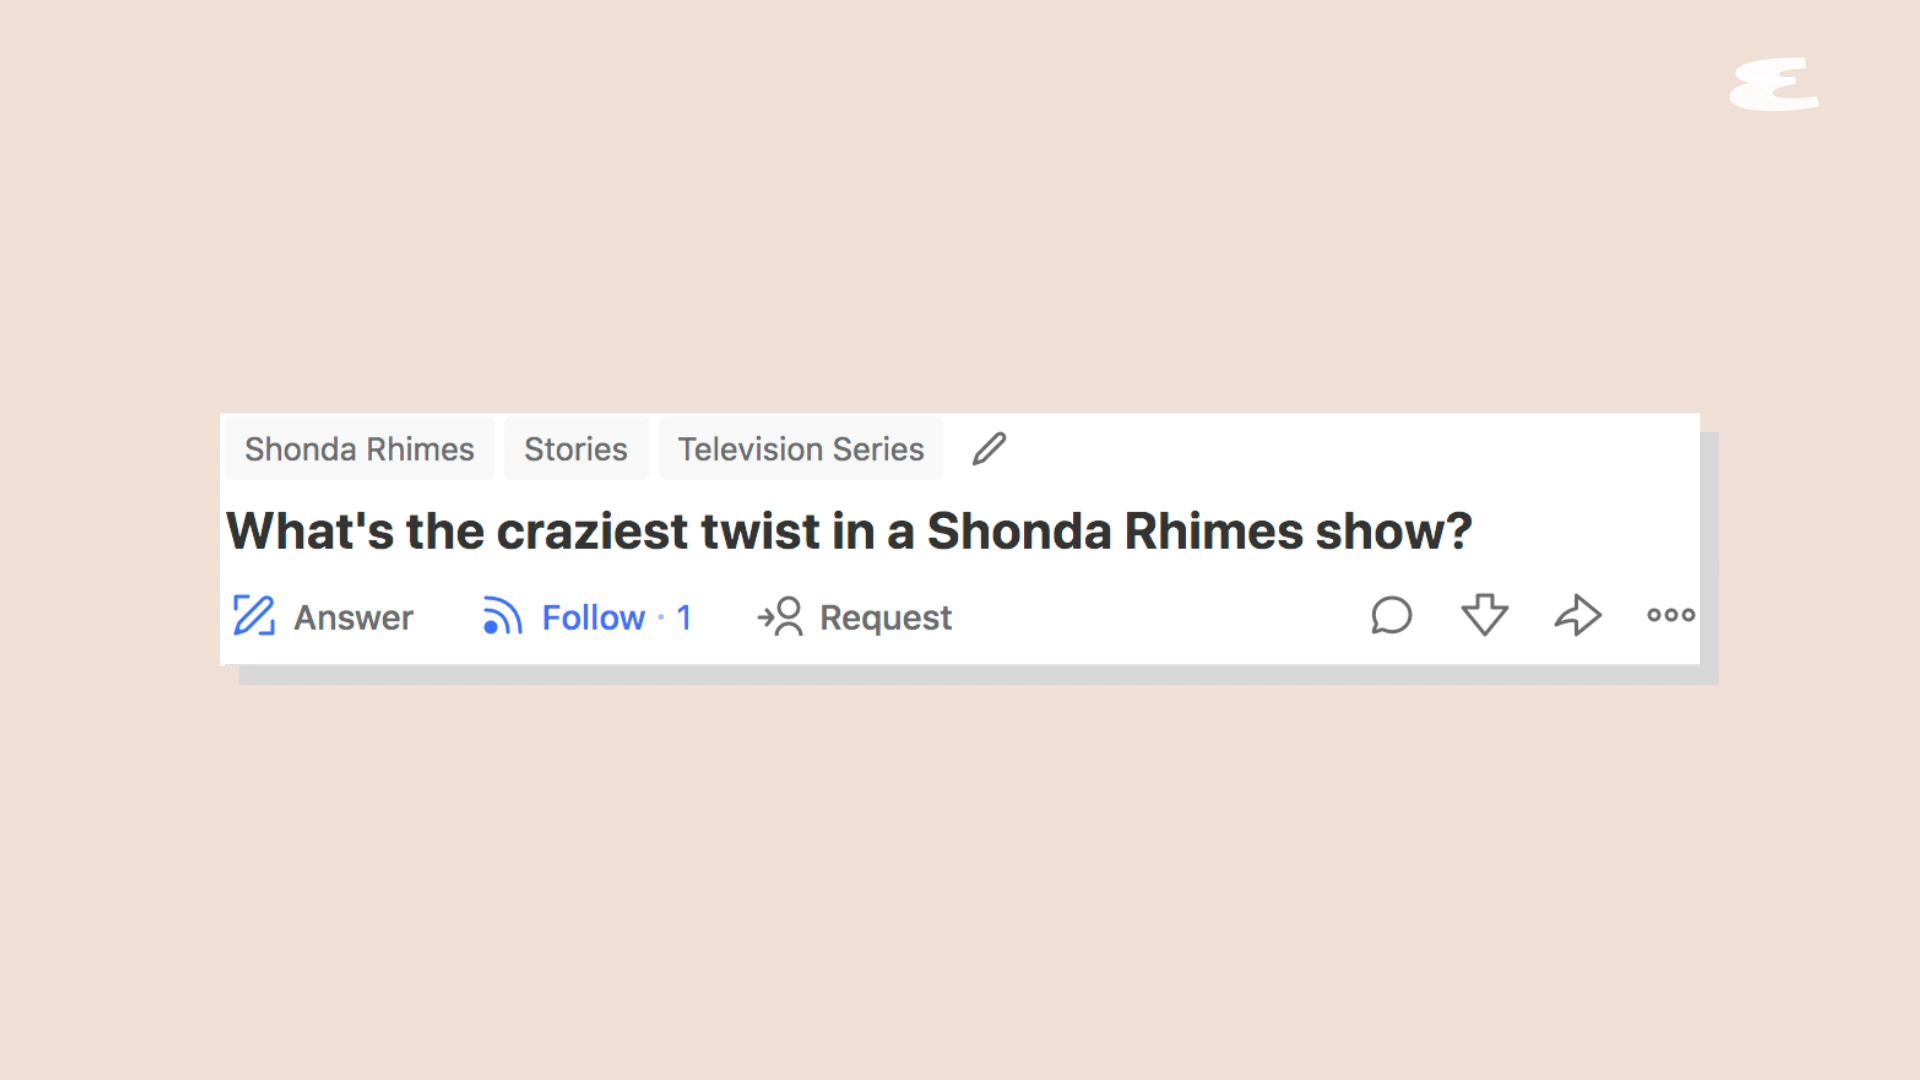 Shonda Rhimes Stories Television Series
What's the craziest twist in a Shonda Rhimes show?
Answer Follow · 1 Request
E